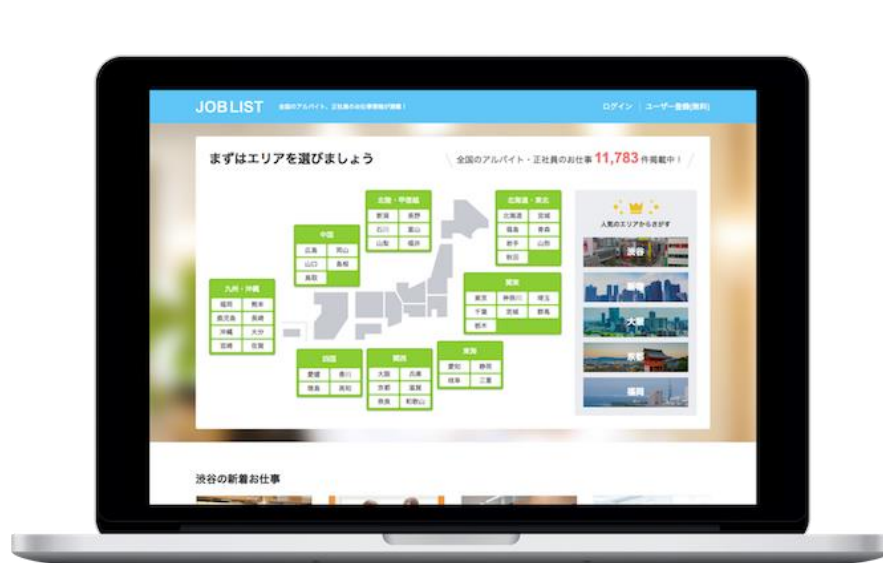 JOB LIST 全国のアルバイト、正社員のお仕事情報が満載！ ログイン ユーザー登録(無料)
まずはエリアを選びましょう
全国のアルバイト・正社員のお仕事 11,783 件掲載中！
北陸・甲信越
新潟 長野
石川 富山
山梨 福井
北海道・東北
北海道 宮城
福島 青森
岩手 山形
秋田
中国
広島 岡山
山口 島根
鳥取
関東
東京 神奈川 埼玉
千葉 茨城 群馬
栃木
九州・沖縄
福岡 熊本
鹿児島 長崎
沖縄 大分
宮崎 佐賀
四国
愛媛 香川
徳島 高知
関西
大阪 兵庫
京都 滋賀
奈良 和歌山
東海
愛知 静岡
岐阜 三重
人気のエリアからさがす
渋谷
新宿
大阪
京都
福岡
渋谷の新着お仕事